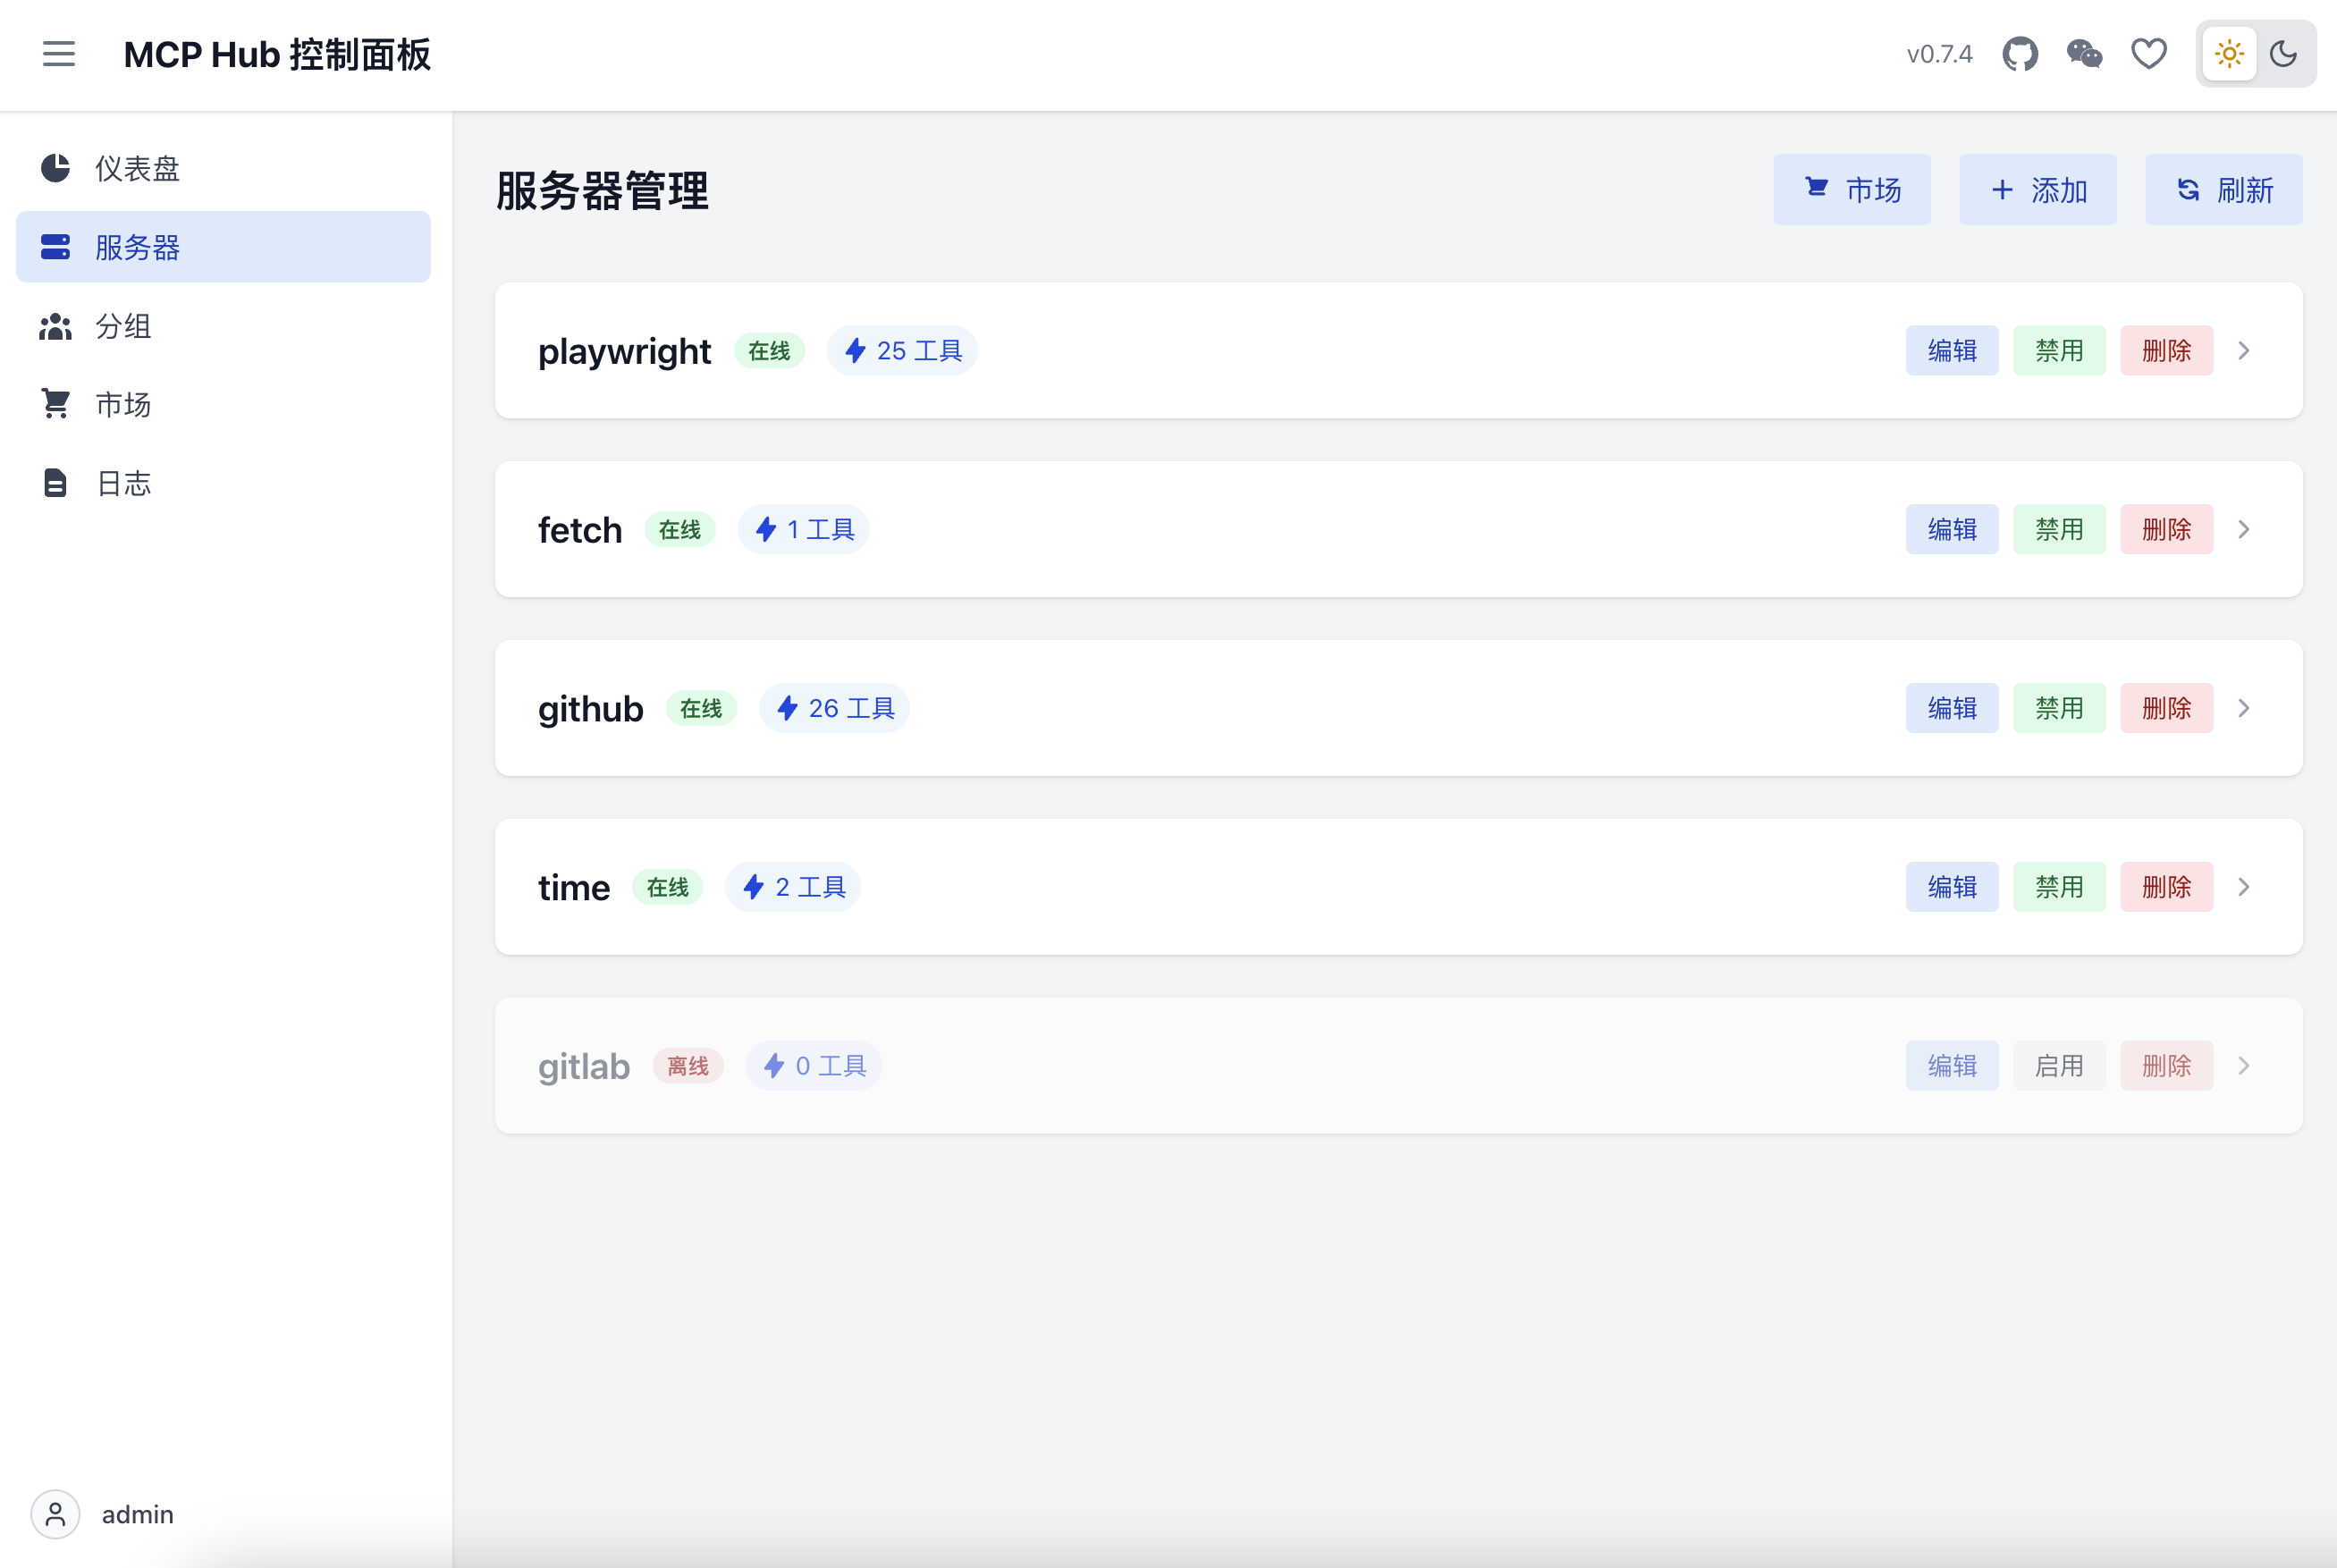 MCP Hub 控制面板
v0.7.4
仪表盘
服务器
分组
市场
日志
admin
服务器管理
市场
添加
刷新
playwright 在线 25 工具 编辑 禁用 删除
fetch 在线 1 工具 编辑 禁用 删除
github 在线 26 工具 编辑 禁用 删除
time 在线 2 工具 编辑 禁用 删除
gitlab 离线 0 工具 编辑 启用 删除